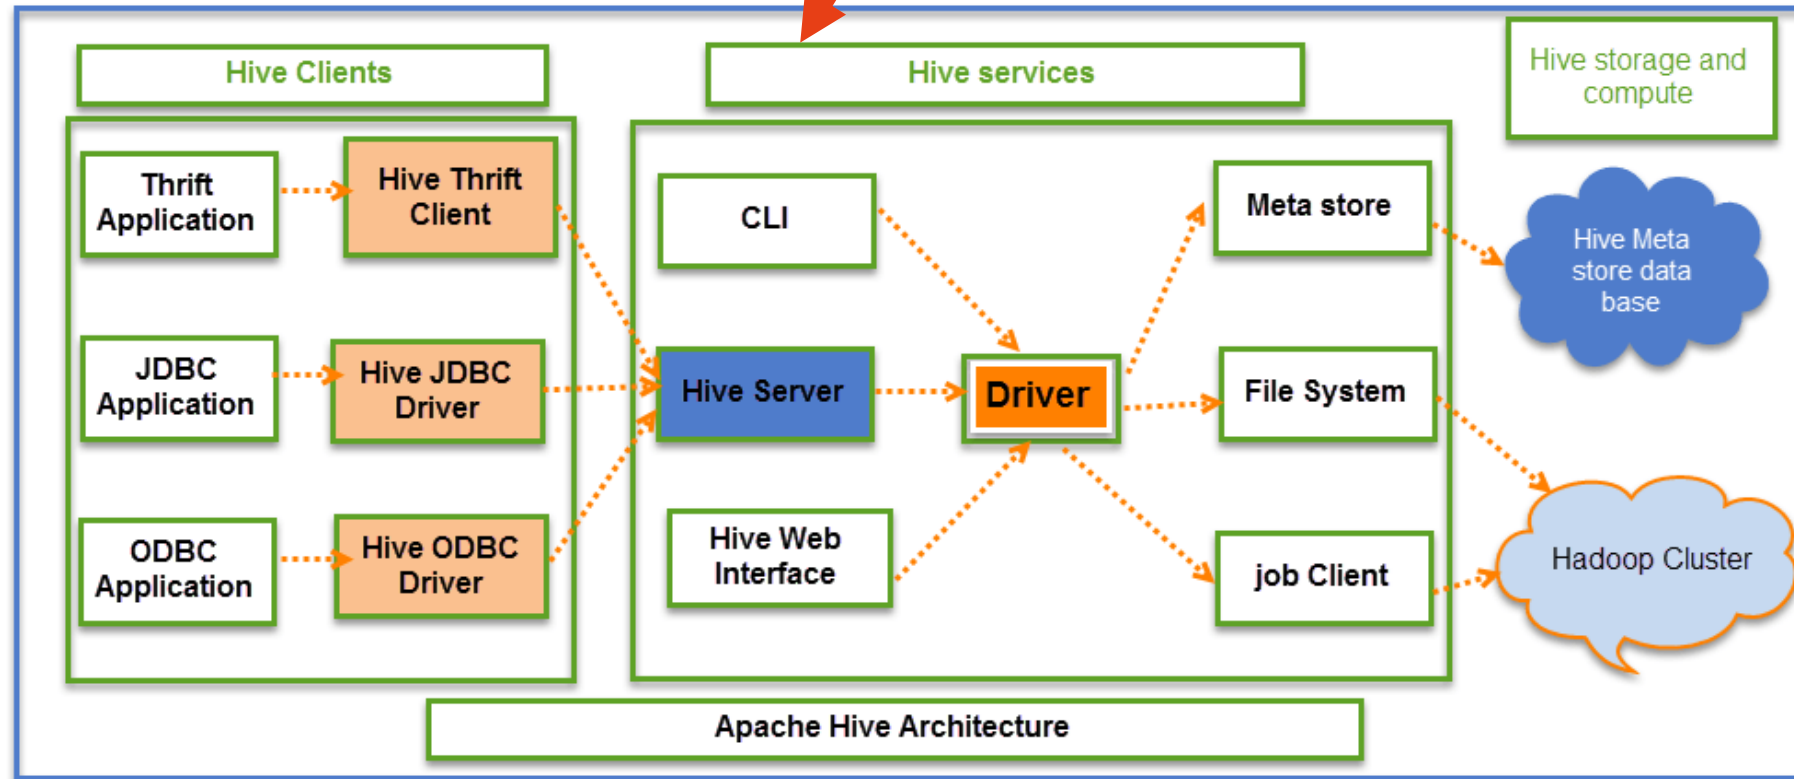 Hive Clients
Hive services
Hive storage and
compute
Thrift
Application
Hive Thrift
Client
JDBC
Application
Hive JDBC
Driver
ODBC
Application
Hive ODBC
Driver
CLI
Hive Server
Hive Web
Interface
Driver
Meta store
File System
job Client
Hive Meta
store data
base
Hadoop Cluster
Apache Hive Architecture